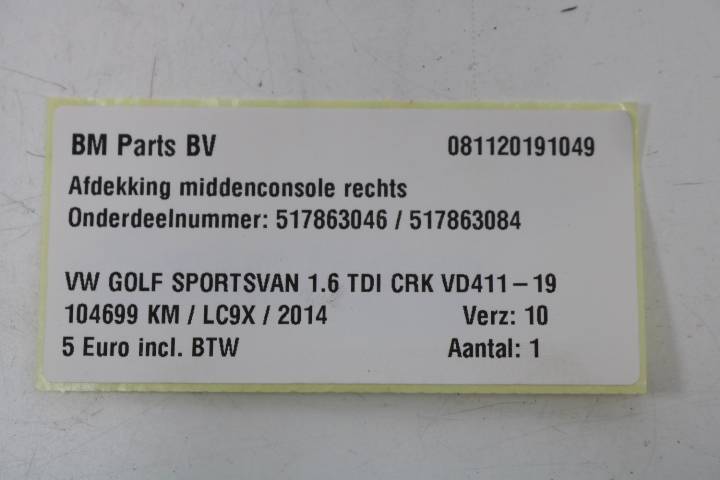 BM Parts BV 081120191049
Afdekking middenconsole rechts
Onderdeelnummer: 517863046 / 517863084
VW GOLF SPORTSVAN 1.6 TDI CRK VD411-19
104699 KM / LC9X / 2014 Verz: 10
5 Euro incl. BTW Aantal: 1